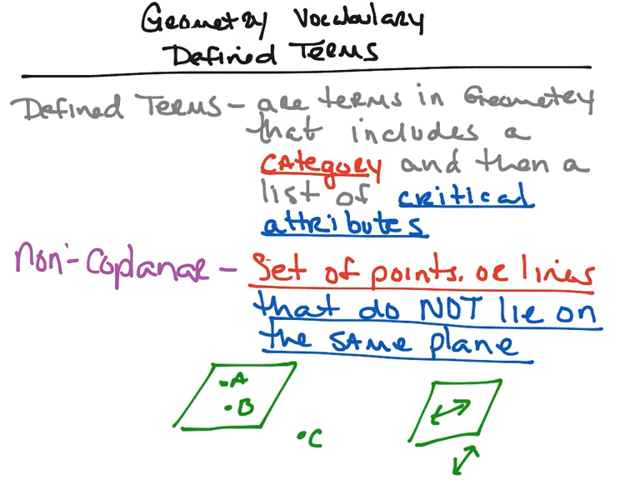 Geometry Vocabulary
Defined Terms
Defined Terms - are terms in Geometry
that includes a
category and then a
list of critical
attributes
Non-Coplanar - Set of points. or lines
that do NOT lie on
the same plane
.A
.B
.C